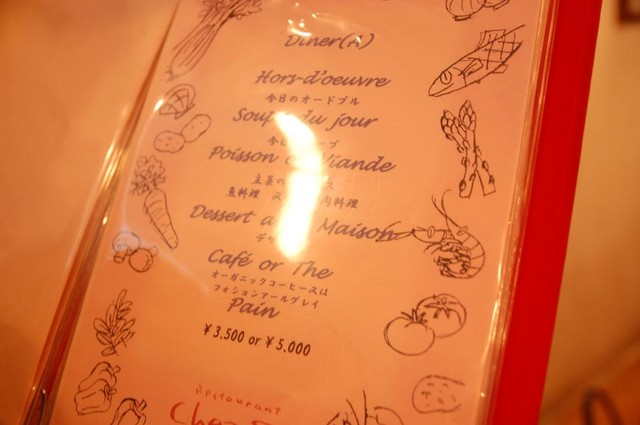 Diner(A)
Hors-d'oeuvre
今日のオードブル
Soup du jour
Poisson Viande
魚料理 肉料理
Dessert Maison
Café or The
オーガニックコーヒー又は
フォションアールグレイ
Pain
¥3,500 or ¥5,000
Restaurant